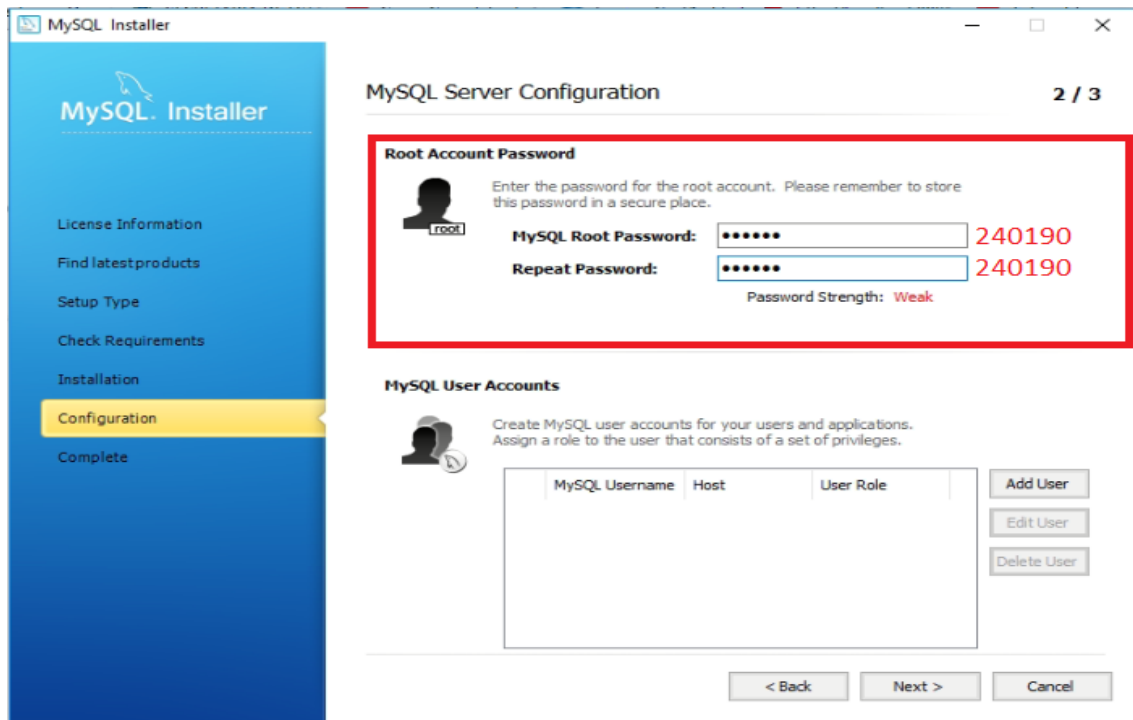 MySQL Installer
MySQL. Installer
License Information
Find latest products
Setup Type
Check Requirements
Installation
Configuration
Complete
MySQL Server Configuration
2 / 3
Root Account Password
Enter the password for the root account. Please remember to store
this password in a secure place.
root
MySQL Root Password: •••••• 240190
Repeat Password: •••••• 240190
Password Strength: Weak
MySQL User Accounts
Create MySQL user accounts for your users and applications.
Assign a role to the user that consists of a set of privileges.
MySQL Username Host User Role
Add User
Edit User
Delete User
< Back Next > Cancel